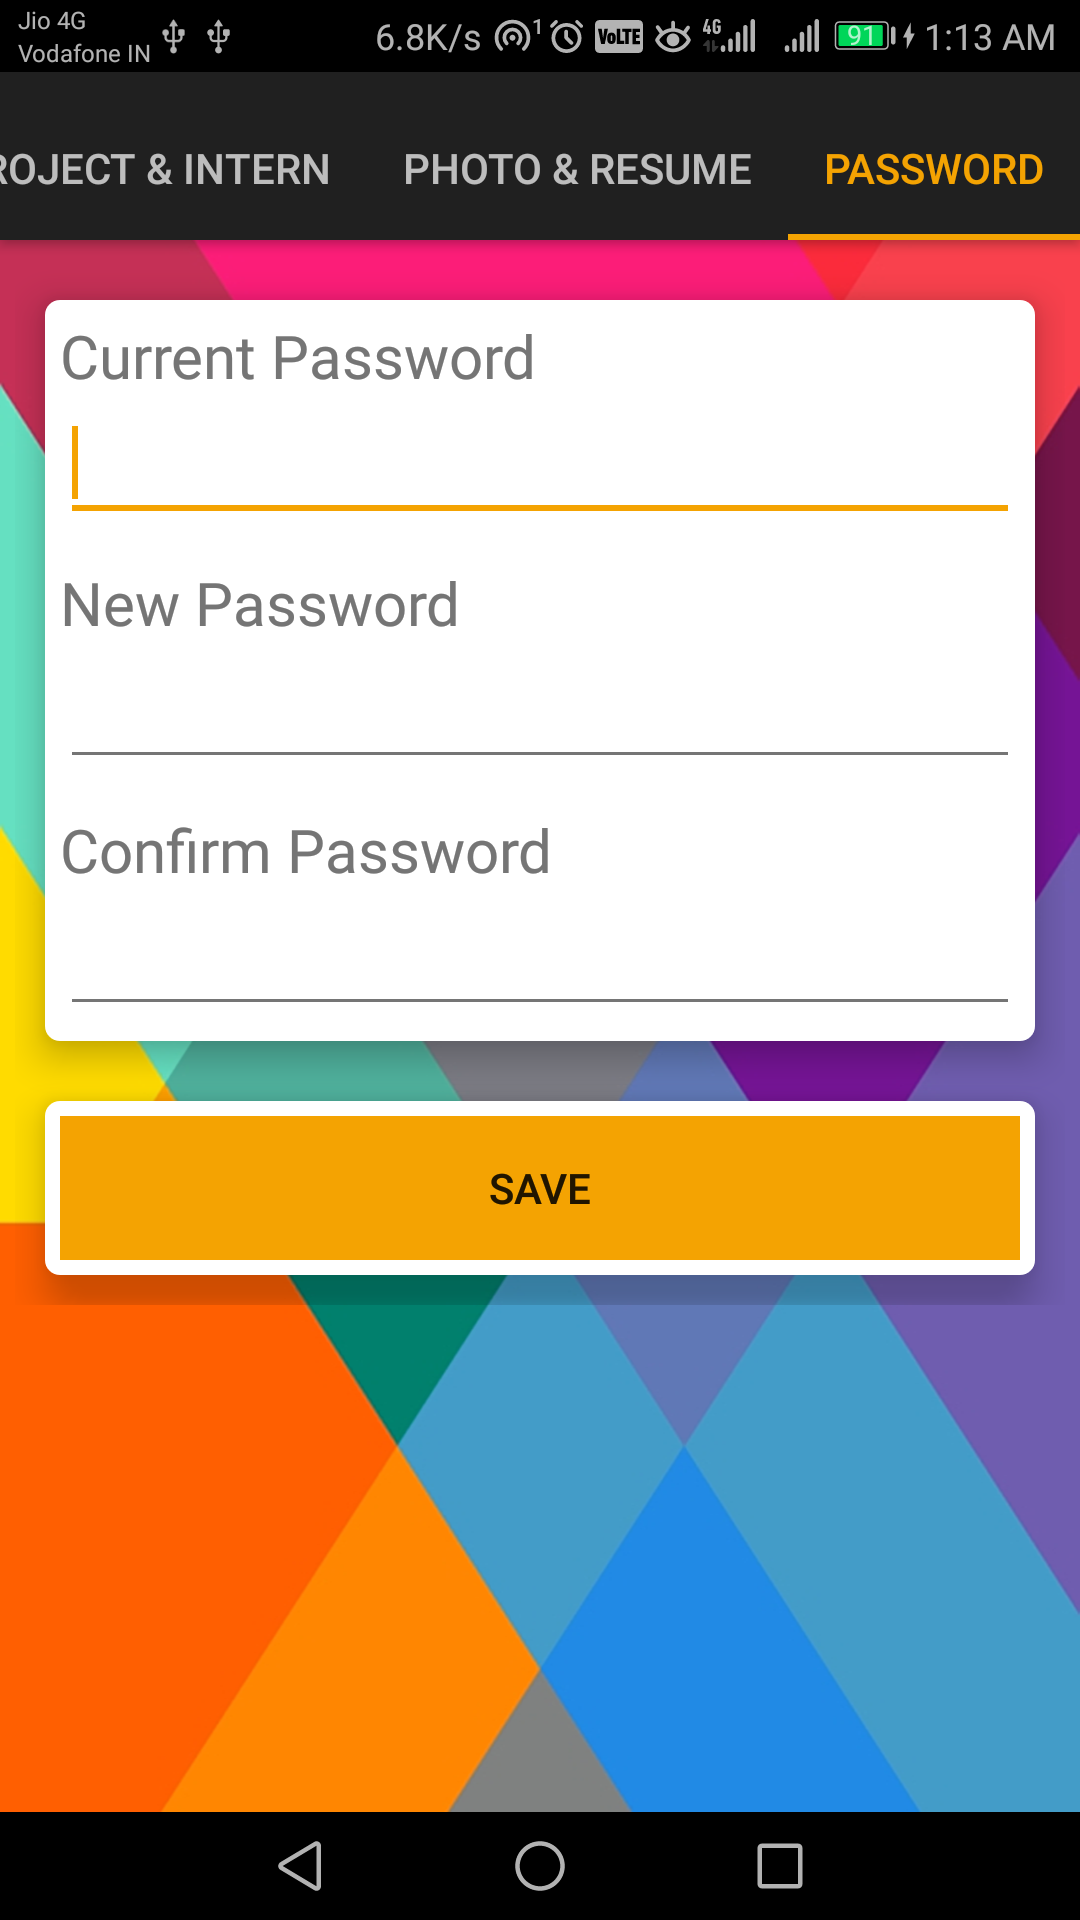 Jio 4G
Vodafone IN
6.8K/s 1 VoLTE 4G 91 1:13 AM
ROJECT & INTERN PHOTO & RESUME PASSWORD
Current Password
New Password
Confirm Password
SAVE